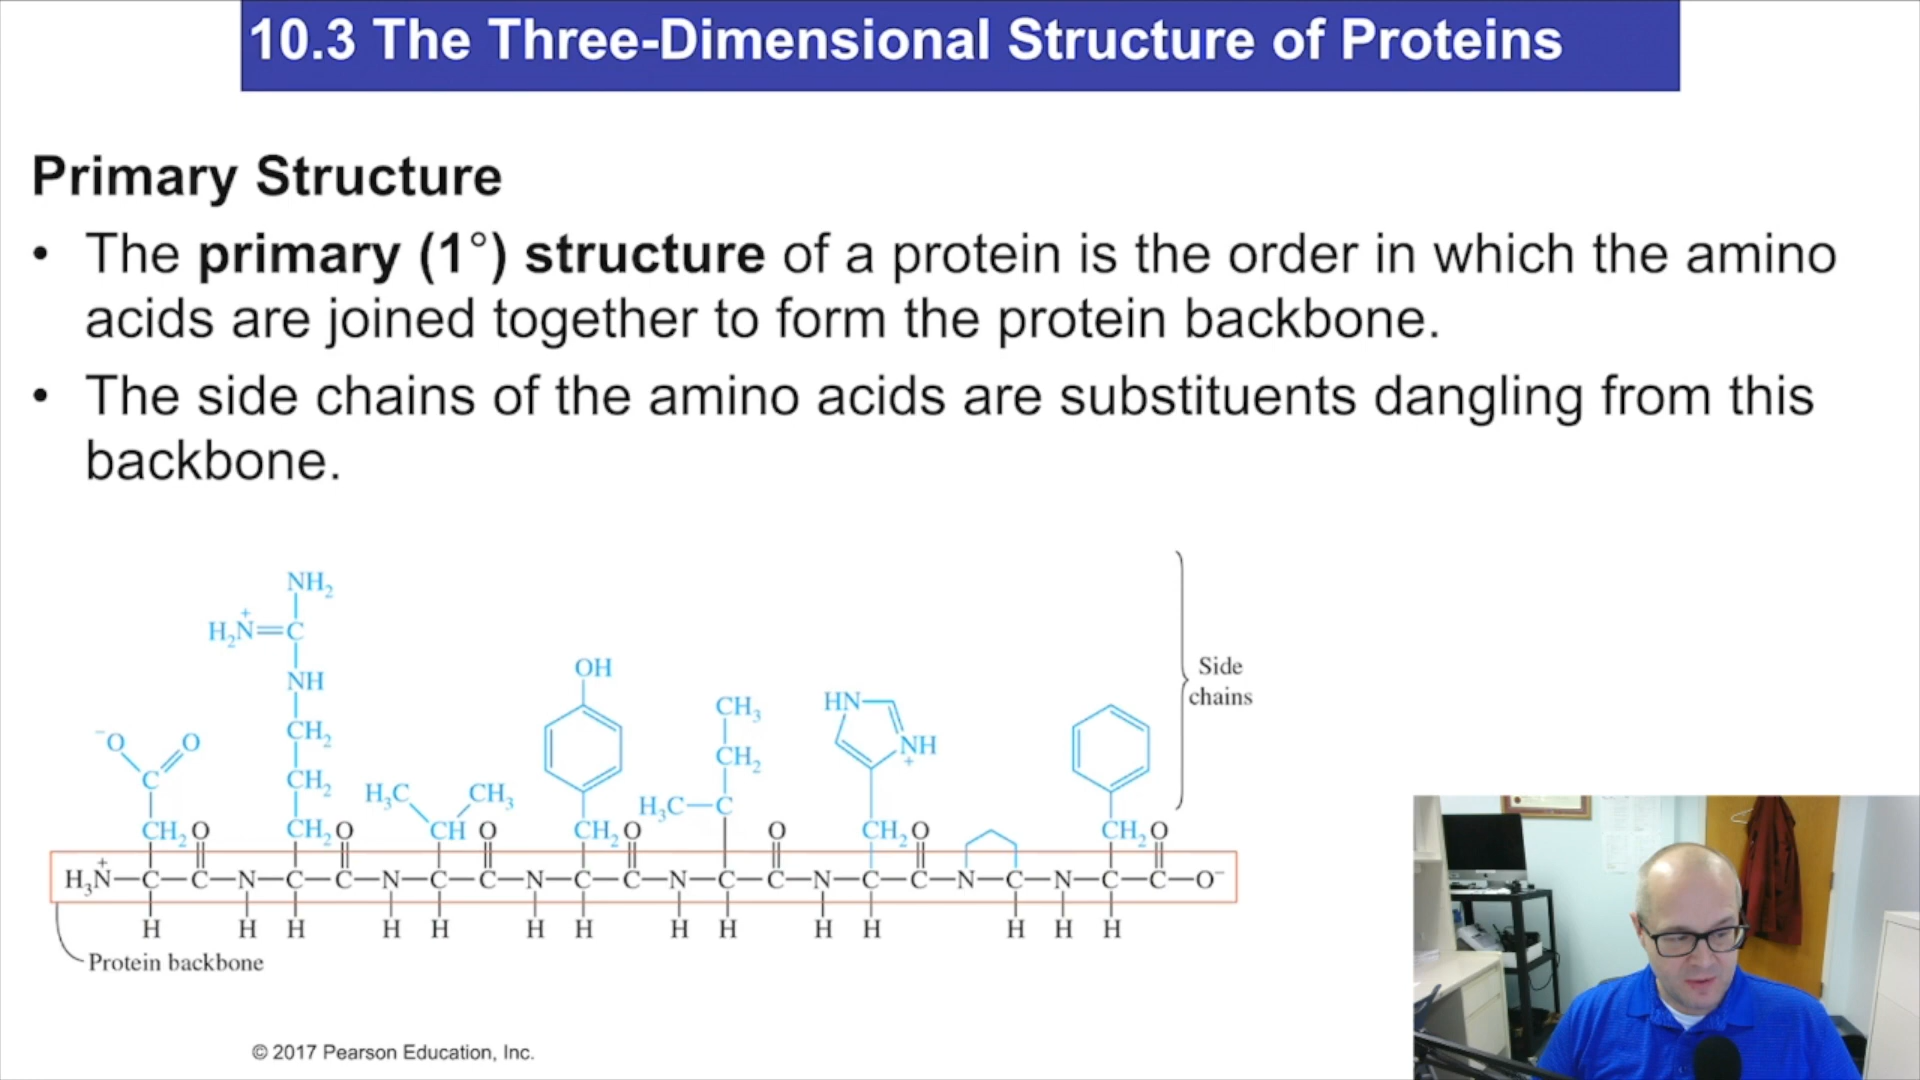 10.3 The Three-Dimensional Structure of Proteins
Primary Structure
• The primary (1°) structure of a protein is the order in which the amino
acids are joined together to form the protein backbone.
• The side chains of the amino acids are substituents dangling from this
backbone.
NH₂
H₂N⁺=C
NH
CH₂
CH₂
CH₂
⁻O O
C
CH₂
H₃C CH₃
CH
OH
CH₂
CH₃
CH₂
H₃C—C
HN
NH⁺
CH₂
CH₂
Side
chains
O O O O O O O
H₃N⁺—C—C—N—C—C—N—C—C—N—C—C—N—C—C—N—C—C—N—C—N—C—C—O⁻
H H H H H H H H H H H H H H
Protein backbone
© 2017 Pearson Education, Inc.